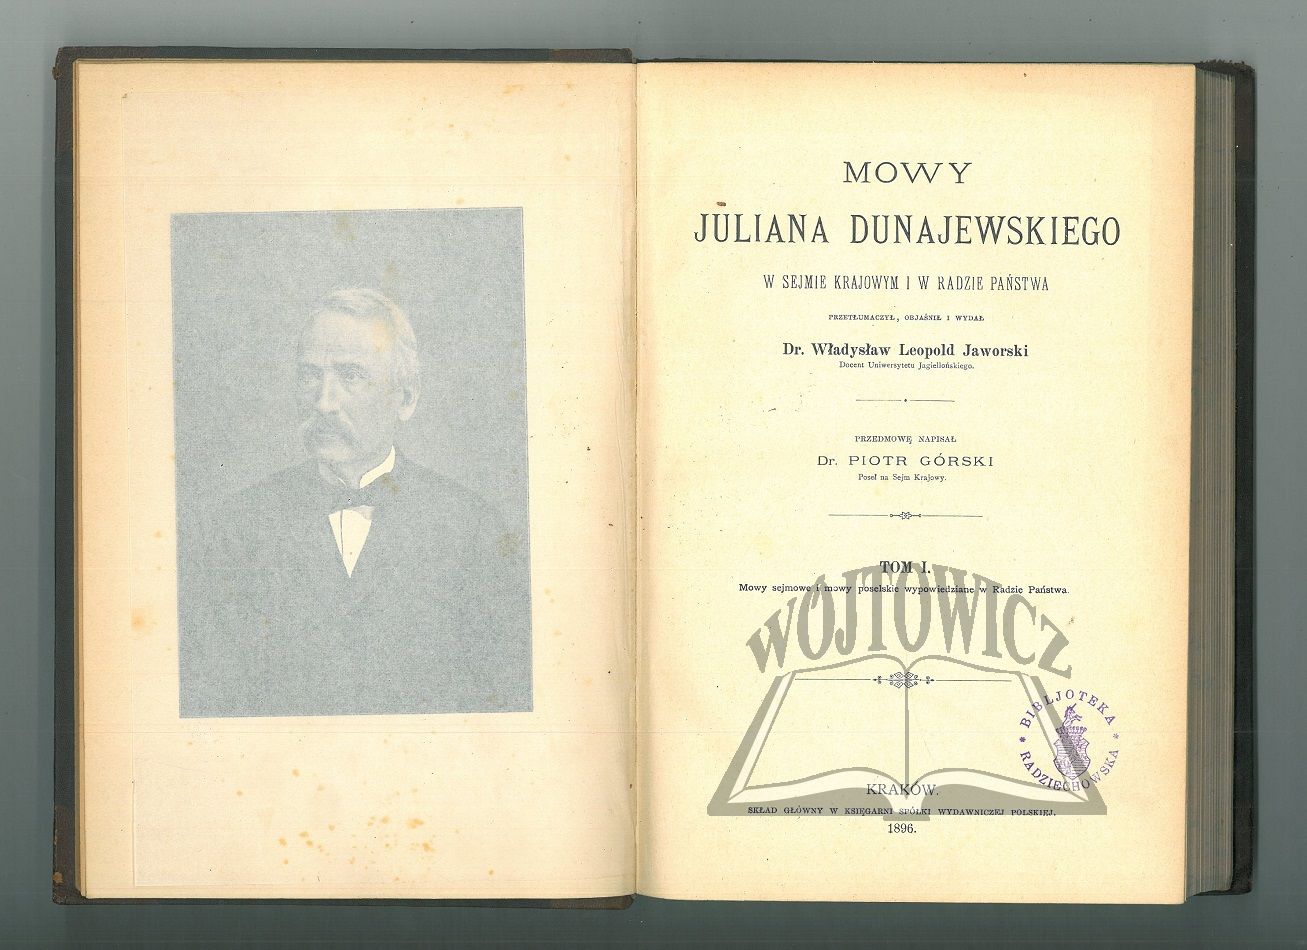 MOWY
JULIANA DUNAJEWSKIEGO
W SEJMIE KRAJOWYM I W RADZIE PAŃSTWA
PRZETŁUMACZYŁ, OBJAŚNIŁ I WYDAŁ
Dr. Władysław Leopold Jaworski
Docent Uniwersytetu Jagiellońskiego.
PRZEDMOWĘ NAPISAŁ
Dr. PIOTR GÓRSKI
Poseł na Sejm Krajowy.
TOM I.
Mowy sejmowe i mowy poselskie wypowiedziane w Radzie Państwa.
WÓJTOWICZ
* BIBLJOTEKA *
RADZIECHOWSKA
KRAKÓW.
SKŁAD GŁÓWNY W KSIĘGARNI SPÓŁKI WYDAWNICZEJ POLSKIEJ.
1896.